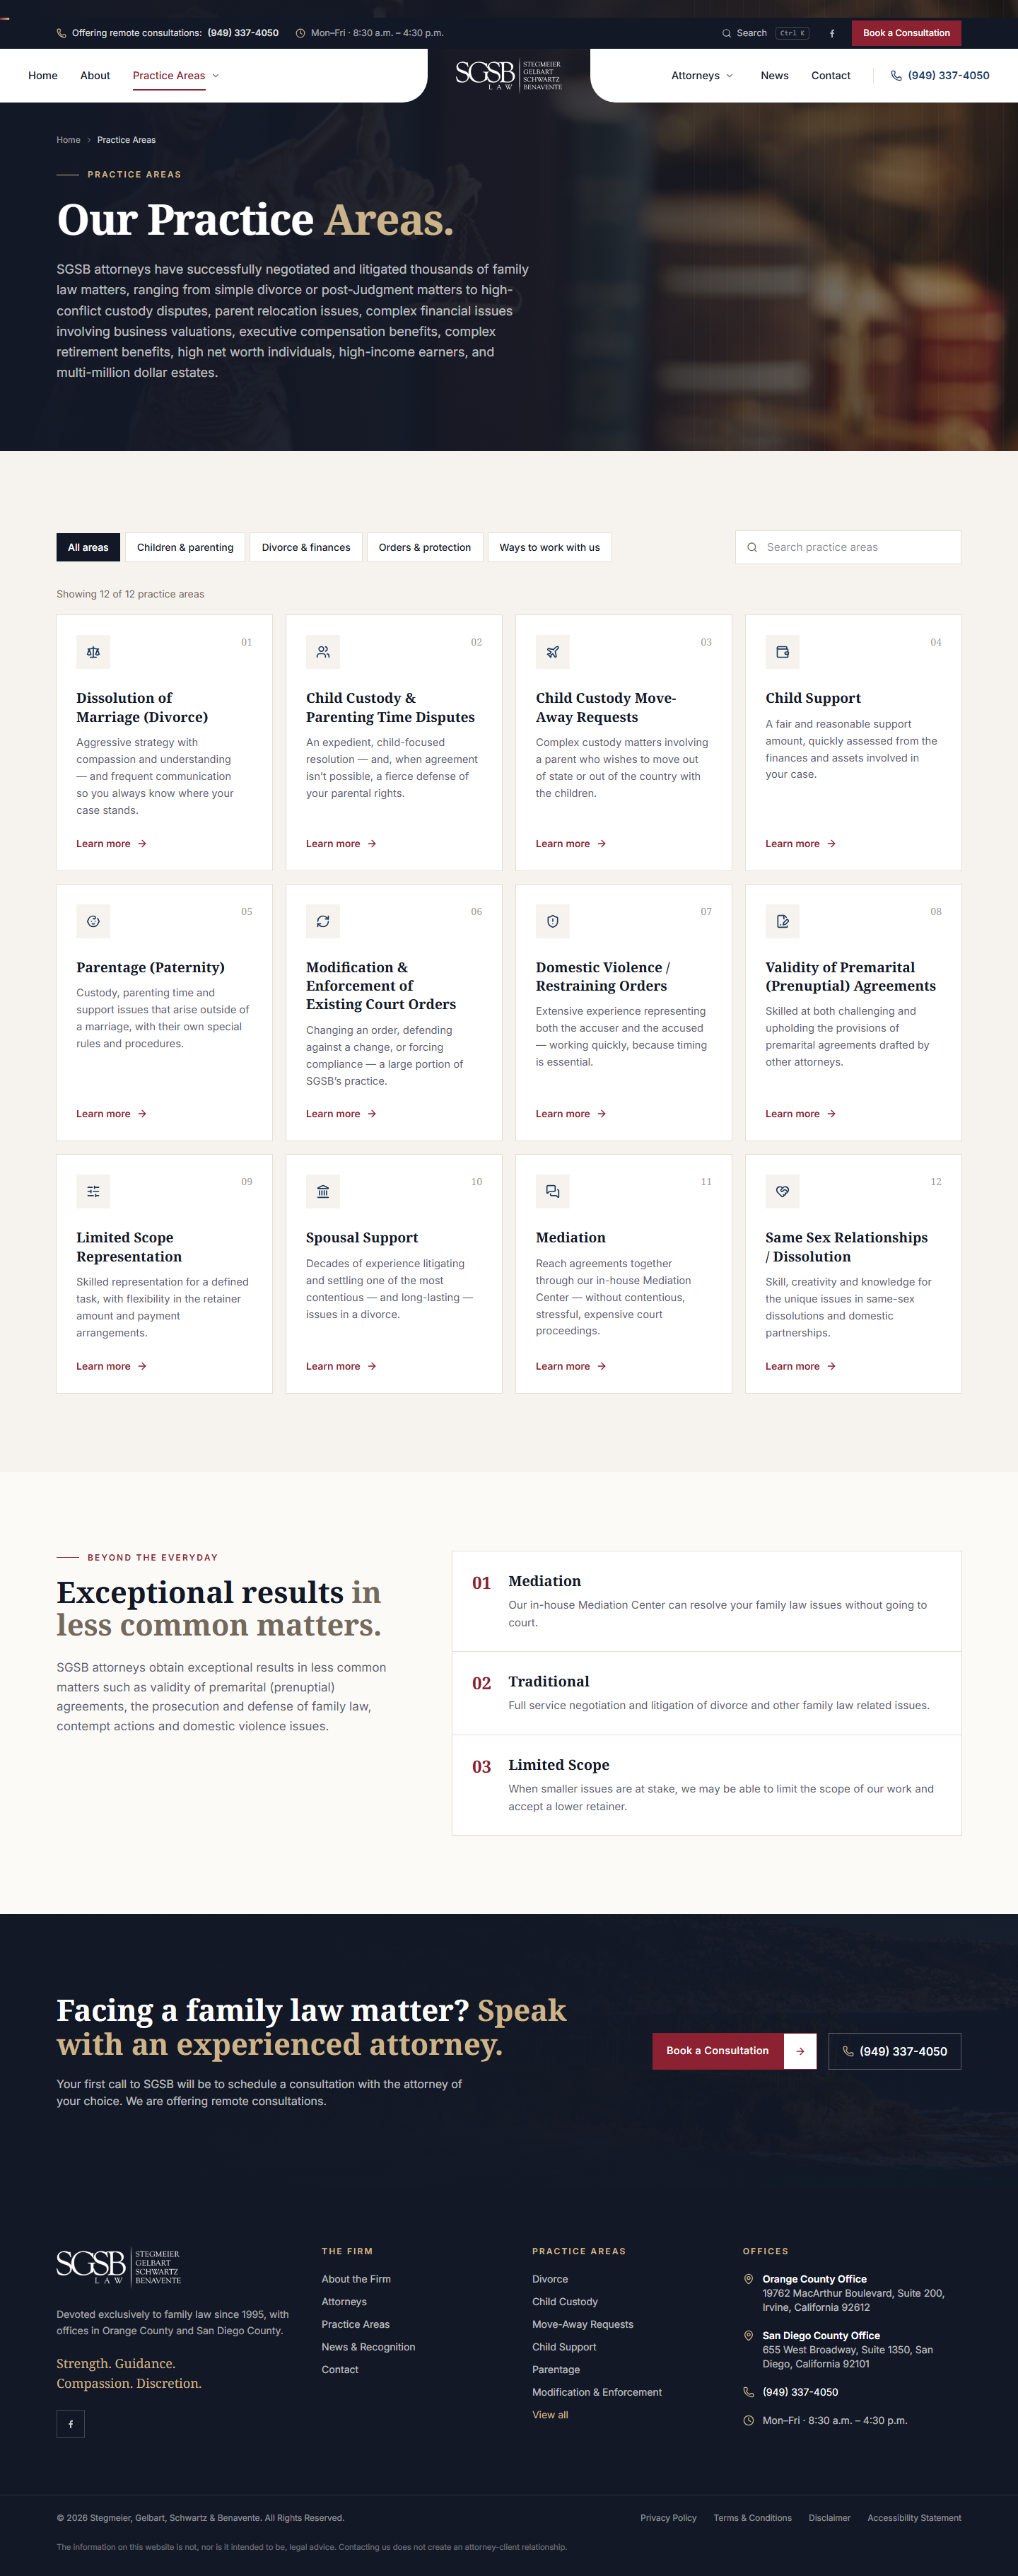 Offering remote consultations: (949) 337-4050
Mon–Fri · 8:30 a.m. – 4:30 p.m.
Search Ctrl K
Book a Consultation
Home About Practice Areas
SGSB LAW
STEGMEIER
GELBART
SCHWARTZ
BENAVENTE
Attorneys News Contact (949) 337-4050
Home > Practice Areas
PRACTICE AREAS
Our Practice Areas.
SGSB attorneys have successfully negotiated and litigated thousands of family
law matters, ranging from simple divorce or post-Judgment matters to high-
conflict custody disputes, parent relocation issues, complex financial issues
involving business valuations, executive compensation benefits, complex
retirement benefits, high net worth individuals, high-income earners, and
multi-million dollar estates.
All areas
Children & parenting
Divorce & finances
Orders & protection
Ways to work with us
Search practice areas
Showing 12 of 12 practice areas
01
Dissolution of
Marriage (Divorce)
Aggressive strategy with
compassion and understanding
— and frequent communication
so you always know where your
case stands.
Learn more
02
Child Custody &
Parenting Time Disputes
An expedient, child-focused
resolution — and, when agreement
isn't possible, a fierce defense of
your parental rights.
Learn more
03
Child Custody Move-
Away Requests
Complex custody matters involving
a parent who wishes to move out
of state or out of the country with
the children.
Learn more
04
Child Support
A fair and reasonable support
amount, quickly assessed from the
finances and assets involved in
your case.
Learn more
05
Parentage (Paternity)
Custody, parenting time and
support issues that arise outside of
a marriage, with their own special
rules and procedures.
Learn more
06
Modification &
Enforcement of
Existing Court Orders
Changing an order, defending
against a change, or forcing
compliance — a large portion of
SGSB's practice.
Learn more
07
Domestic Violence /
Restraining Orders
Extensive experience representing
both the accuser and the accused
— working quickly, because timing
is essential.
Learn more
08
Validity of Premarital
(Prenuptial) Agreements
Skilled at both challenging and
upholding the provisions of
premarital agreements drafted by
other attorneys.
Learn more
09
Limited Scope
Representation
Skilled representation for a defined
task, with flexibility in the retainer
amount and payment
arrangements.
Learn more
10
Spousal Support
Decades of experience litigating
and settling one of the most
contentious — and long-lasting —
issues in a divorce.
Learn more
11
Mediation
Reach agreements together
through our in-house Mediation
Center — without contentious,
stressful, expensive court
proceedings.
Learn more
12
Same Sex Relationships
/ Dissolution
Skill, creativity and knowledge for
the unique issues in same-sex
dissolutions and domestic
partnerships.
Learn more
BEYOND THE EVERYDAY
Exceptional results in
less common matters.
SGSB attorneys obtain exceptional results in less common
matters such as validity of premarital (prenuptial)
agreements, the prosecution and defense of family law,
contempt actions and domestic violence issues.
01 Mediation
Our in-house Mediation Center can resolve your family law issues without going to
court.
02 Traditional
Full service negotiation and litigation of divorce and other family law related issues.
03 Limited Scope
When smaller issues are at stake, we may be able to limit the scope of our work and
accept a lower retainer.
Facing a family law matter? Speak
with an experienced attorney.
Your first call to SGSB will be to schedule a consultation with the attorney of
your choice. We are offering remote consultations.
Book a Consultation
(949) 337-4050
SGSB LAW
STEGMEIER
GELBART
SCHWARTZ
BENAVENTE
Devoted exclusively to family law since 1995, with
offices in Orange County and San Diego County.
Strength. Guidance.
Compassion. Discretion.
THE FIRM
About the Firm
Attorneys
Practice Areas
News & Recognition
Contact
PRACTICE AREAS
Divorce
Child Custody
Move-Away Requests
Child Support
Parentage
Modification & Enforcement
View all
OFFICES
Orange County Office
19762 MacArthur Boulevard, Suite 200,
Irvine, California 92612
San Diego County Office
655 West Broadway, Suite 1350, San
Diego, California 92101
(949) 337-4050
Mon–Fri · 8:30 a.m. – 4:30 p.m.
© 2026 Stegmeier, Gelbart, Schwartz & Benavente. All Rights Reserved.
Privacy Policy Terms & Conditions Disclaimer Accessibility Statement
The information on this website is not, nor is it intended to be, legal advice. Contacting us does not create an attorney-client relationship.